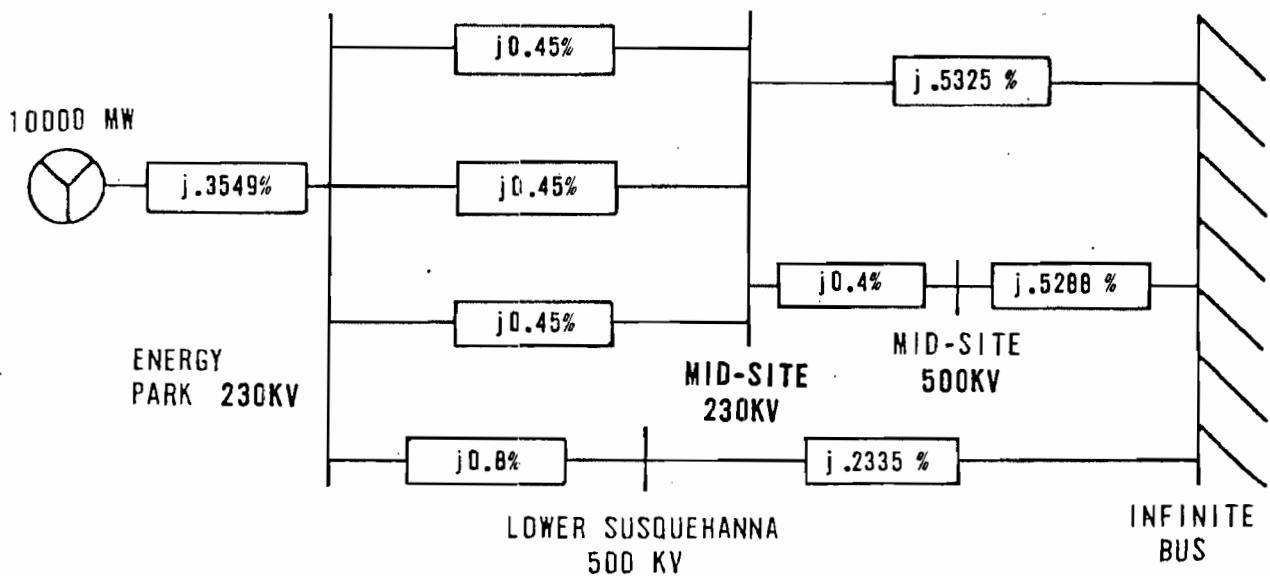 j0.45%
j.5325 %
10000 MW
j.3549%
j0.45%
j0.4%
j.5288 %
j0.45%
ENERGY
PARK 230KV
MID-SITE
230KV
MID-SITE
500KV
j0.8%
j.2335 %
LOWER SUSQUEHANNA
500 KV
INFINITE
BUS